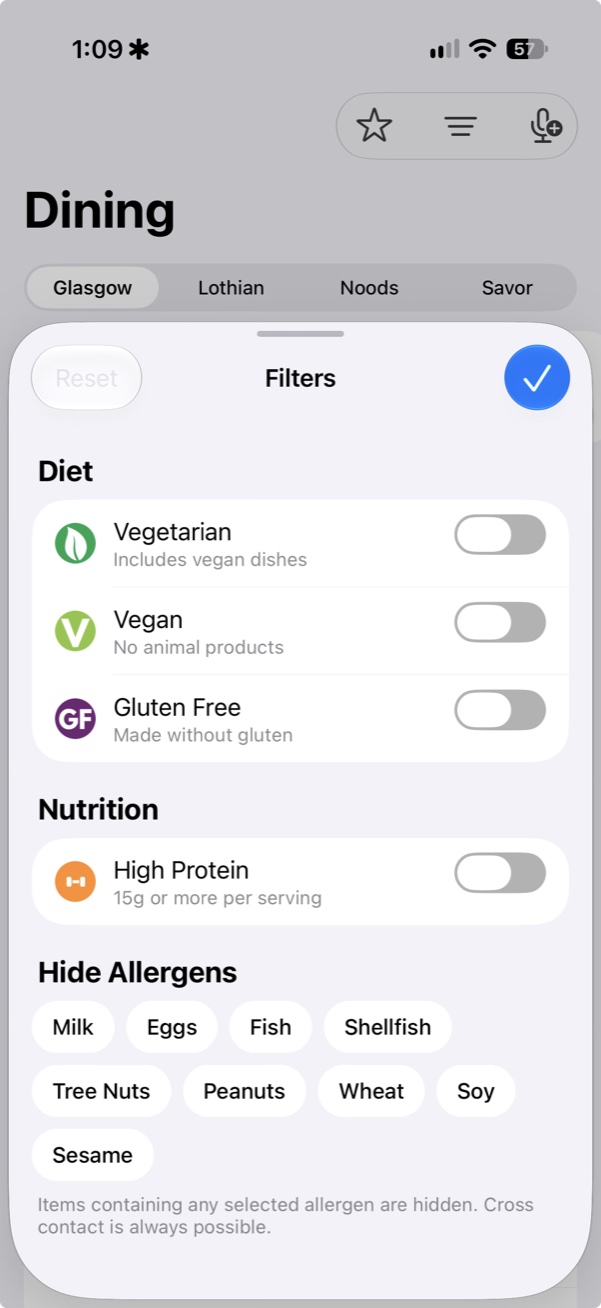 1:09 ✱
57
Dining
Glasgow
Lothian
Noods
Savor
Reset
Filters
Diet
Vegetarian
Includes vegan dishes
V
Vegan
No animal products
GF
Gluten Free
Made without gluten
Nutrition
High Protein
15g or more per serving
Hide Allergens
Milk
Eggs
Fish
Shellfish
Tree Nuts
Peanuts
Wheat
Soy
Sesame
Items containing any selected allergen are hidden. Cross
contact is always possible.